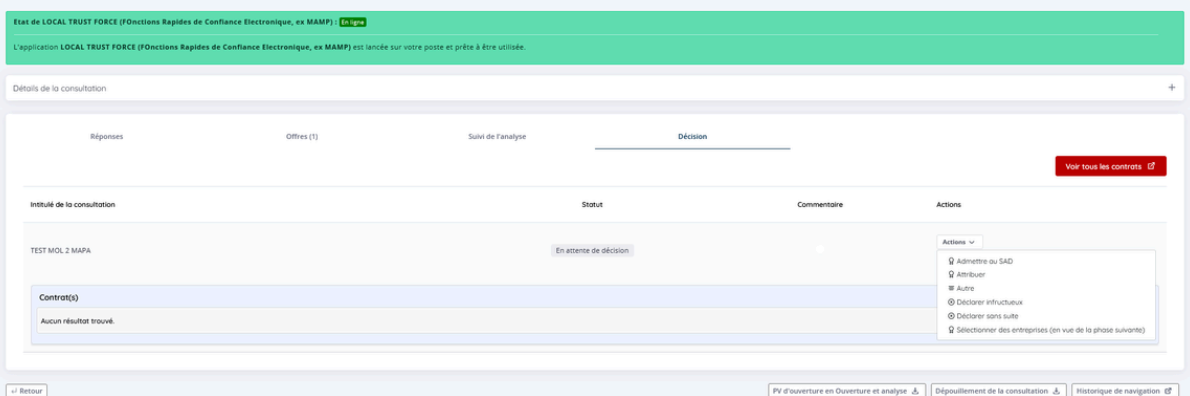 Etat de LOCAL TRUST FORCE (FOnctions Rapides de Confiance Electronique, ex MAMP) : En ligne
L'application LOCAL TRUST FORCE (FOnctions Rapides de Confiance Electronique, ex MAMP) est lancée sur votre poste et prête à être utilisée.
Détails de la consultation +
Réponses Offres (1) Suivi de l'analyse Décision
Voir tous les contrats
Intitulé de la consultation Statut Commentaire Actions
TEST MOL 2 MAPA En attente de décision Actions
Admettre au SAD
Attribuer
Autre
Déclarer infructueux
Déclarer sans suite
Sélectionner des entreprises (en vue de la phase suivante)
Contrat(s)
Aucun résultat trouvé.
Retour PV d'ouverture en Ouverture et analyse Dépouillement de la consultation Historique de navigation